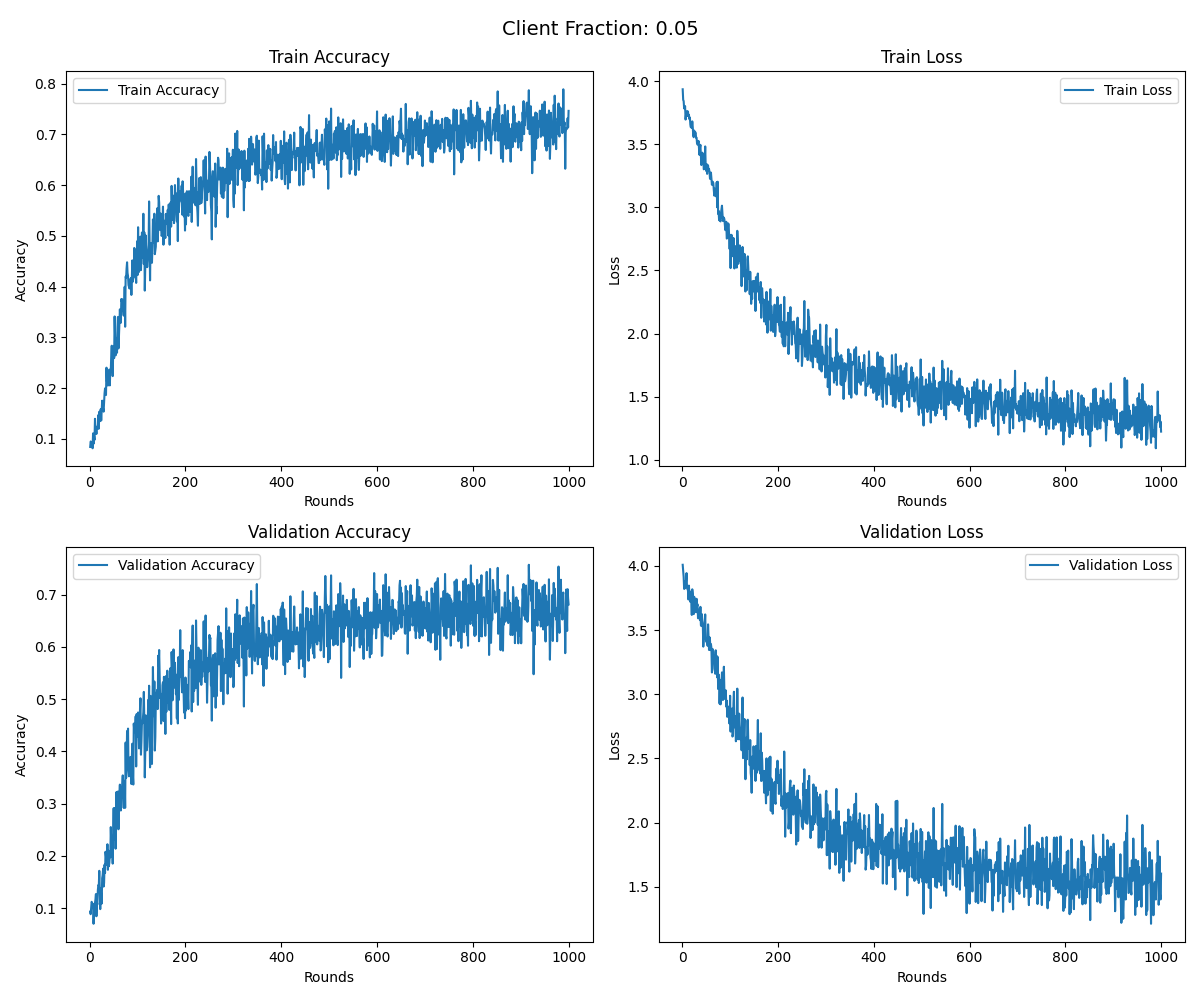 Client Fraction: 0.05
Train Accuracy
Train Accuracy
0.8
0.7
0.6
0.5
0.4
0.3
0.2
0.1
Accuracy
0 200 400 600 800 1000
Rounds
Train Loss
Train Loss
4.0
3.5
3.0
2.5
2.0
1.5
1.0
Loss
0 200 400 600 800 1000
Rounds
Validation Accuracy
Validation Accuracy
0.7
0.6
0.5
0.4
0.3
0.2
0.1
Accuracy
0 200 400 600 800 1000
Rounds
Validation Loss
Validation Loss
4.0
3.5
3.0
2.5
2.0
1.5
Loss
0 200 400 600 800 1000
Rounds